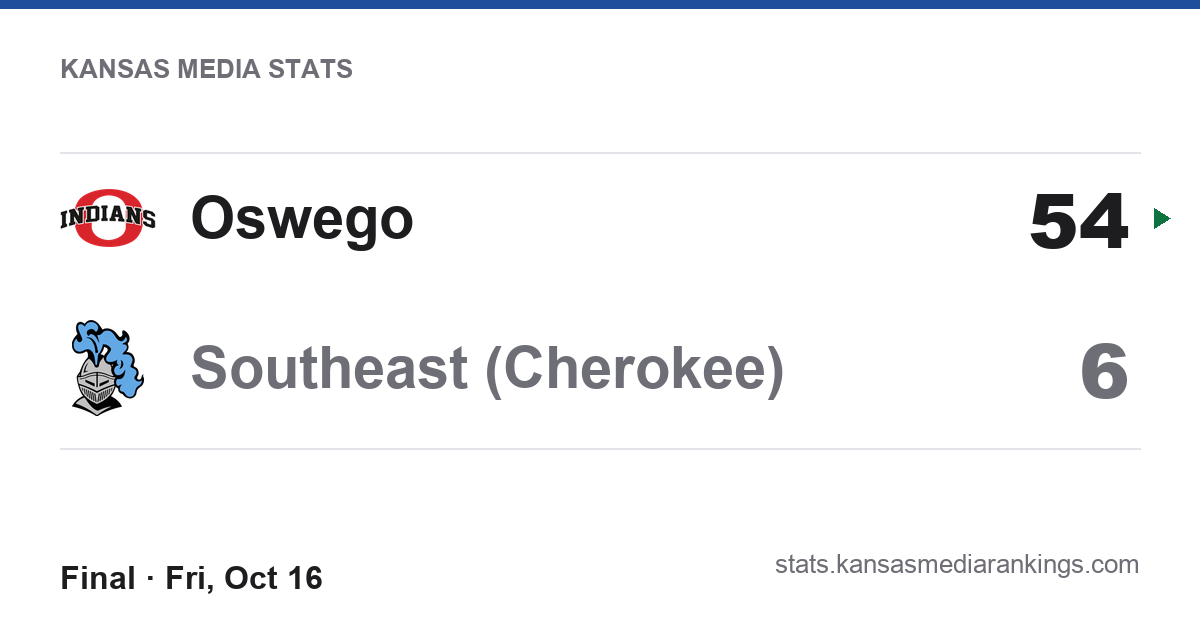 KANSAS MEDIA STATS
INDIANS
Oswego 54
Southeast (Cherokee) 6
Final · Fri, Oct 16
stats.kansasmediarankings.com